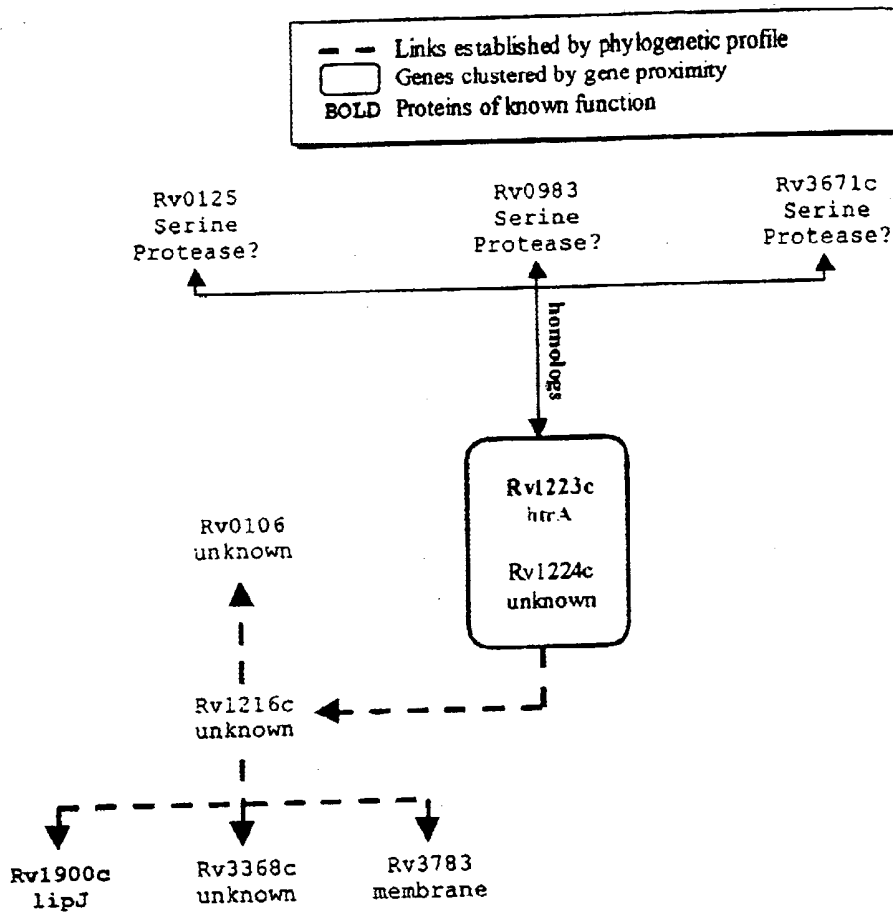 Links established by phylogenetic profile
Genes clustered by gene proximity
BOLD Proteins of known function
Rv0125
Serine
Protease?
Rv0983
Serine
Protease?
Rv3671c
Serine
Protease?
homologs
Rv1223c
htrA
Rv1224c
unknown
Rv0106
unknown
Rv1216c
unknown
Rv1900c
lipJ
Rv3368c
unknown
Rv3783
membrane